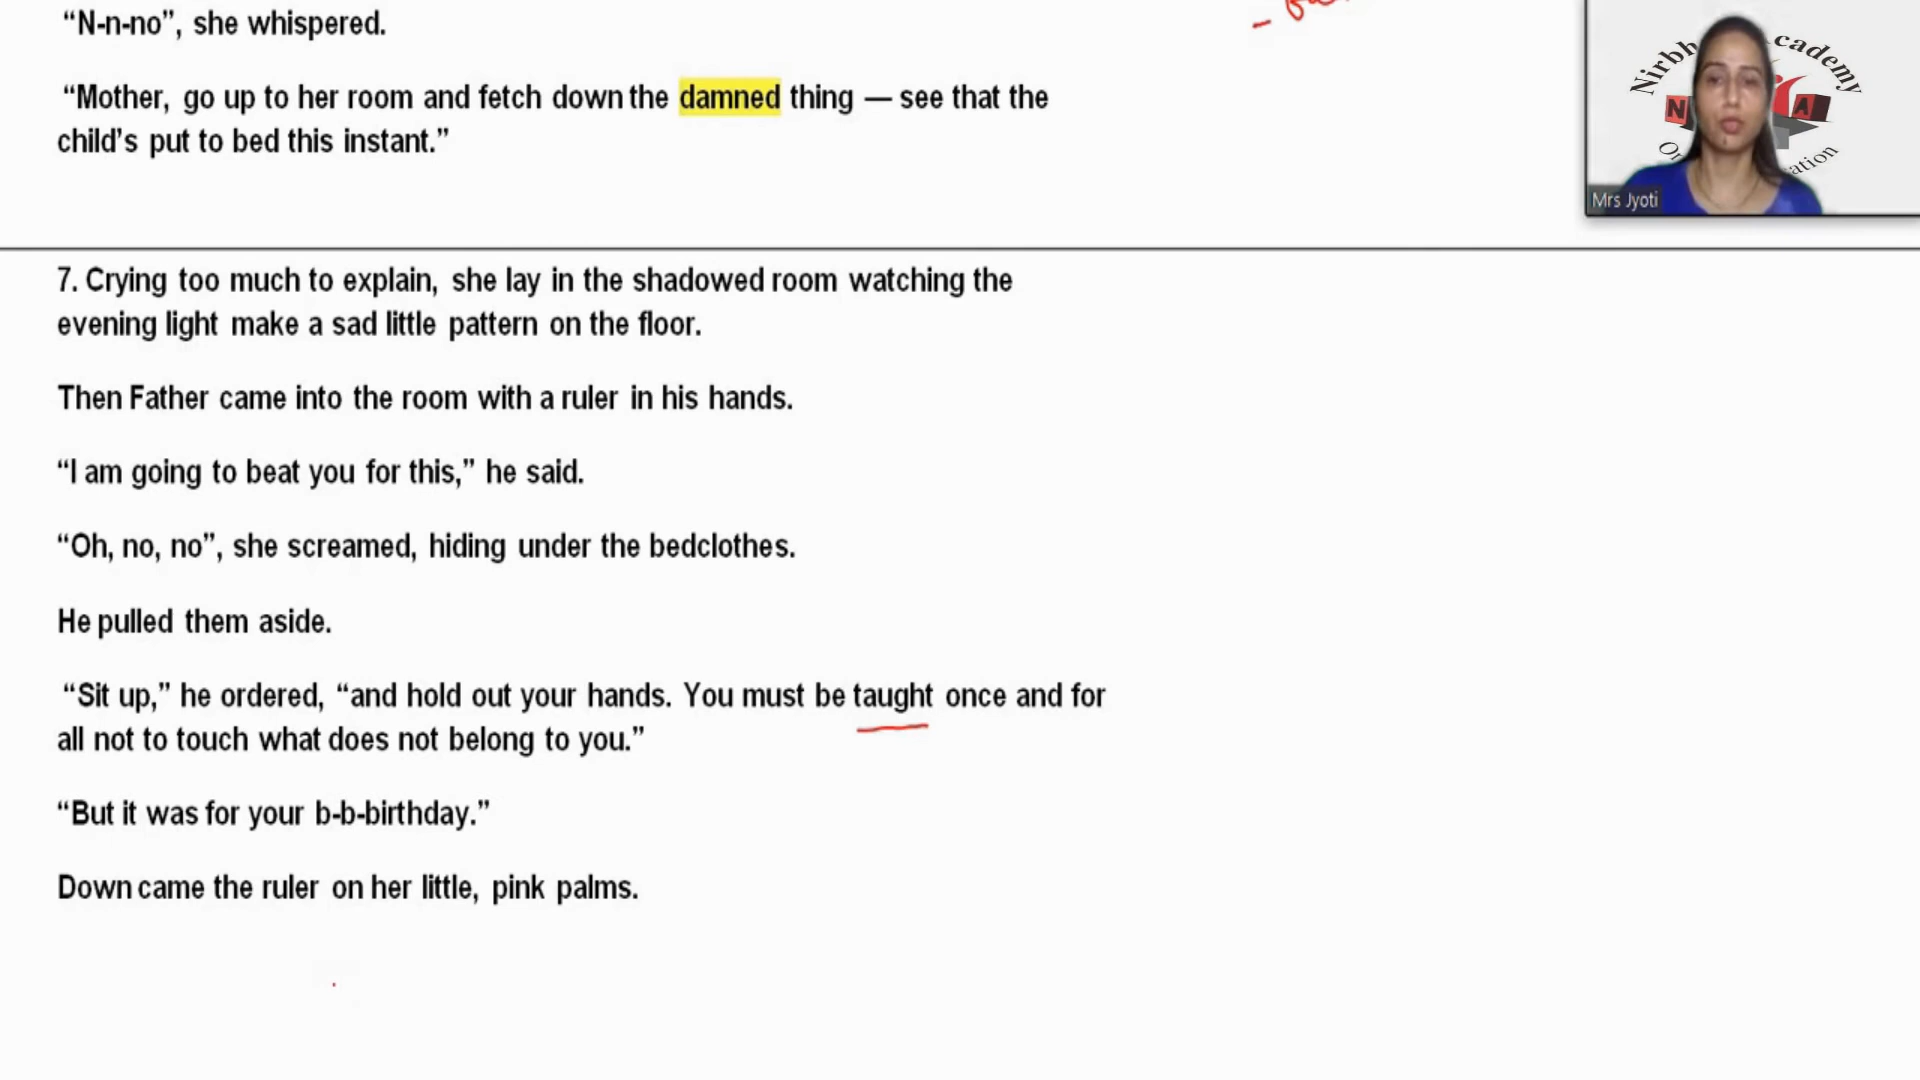 “N-n-no”, she whispered.
“Mother, go up to her room and fetch down the damned thing — see that the
child’s put to bed this instant.”
N A
Mrs Jyoti
7. Crying too much to explain, she lay in the shadowed room watching the
evening light make a sad little pattern on the floor.
Then Father came into the room with a ruler in his hands.
“I am going to beat you for this,” he said.
“Oh, no, no”, she screamed, hiding under the bedclothes.
He pulled them aside.
“Sit up,” he ordered, “and hold out your hands. You must be taught once and for
all not to touch what does not belong to you.”
“But it was for your b-b-birthday.”
Down came the ruler on her little, pink palms.